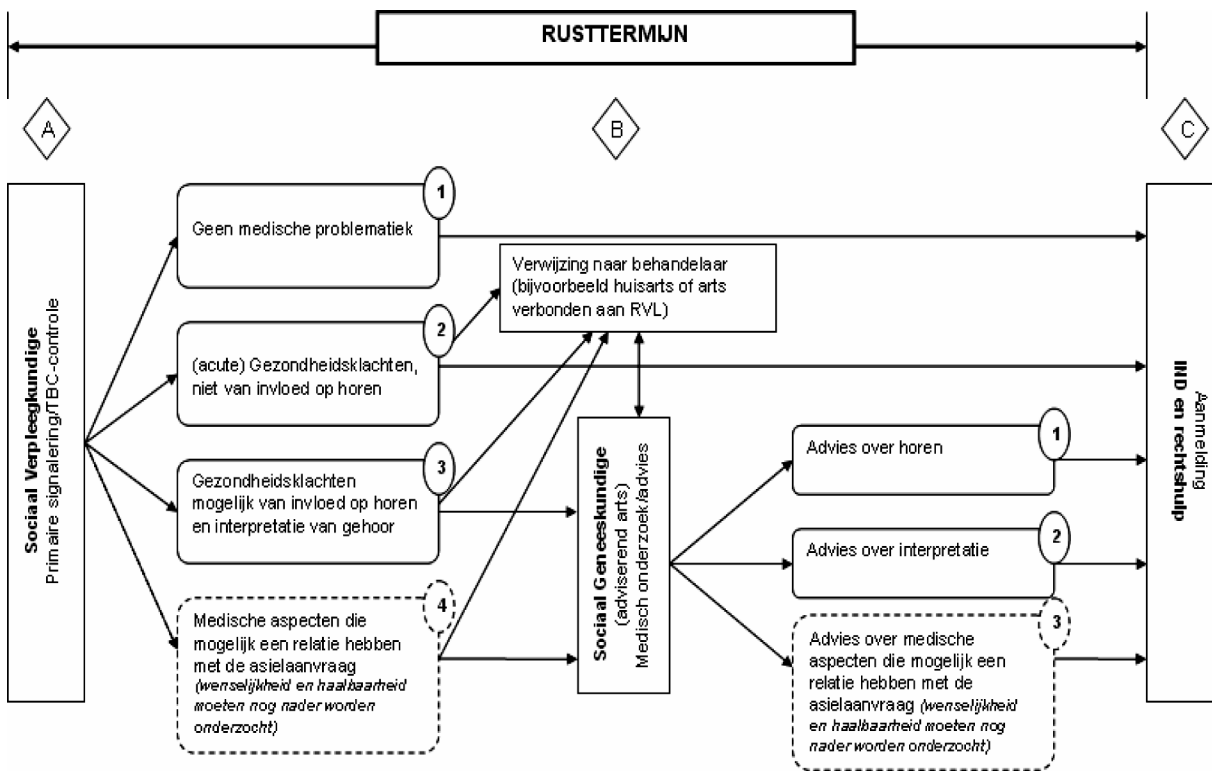 RUSTTERMIJN
A
B
C
Sociaal Verpleegkundige
Primaire signalering/TBC-controle
1
Geen medische problematiek
2
(acute) Gezondheidsklachten,
niet van invloed op horen
3
Gezondheidsklachten
mogelijk van invloed op horen
en interpretatie van gehoor
4
Medische aspecten die
mogelijk een relatie hebben
met de asielaanvraag
(wenselijkheid en haalbaarheid
moeten nog nader worden
onderzocht)
Verwijzing naar behandelaar
(bijvoorbeeld huisarts of arts
verbonden aan RVL)
Sociaal Geneeskundige
(adviserend arts)
Medisch onderzoek/advies
1
Advies over horen
2
Advies over interpretatie
3
Advies over medische
aspecten die mogelijk een
relatie hebben met de
asielaanvraag (wenselijkheid
en haalbaarheid moeten nog
nader worden onderzocht)
IND en rechtshulp
Aanmelding